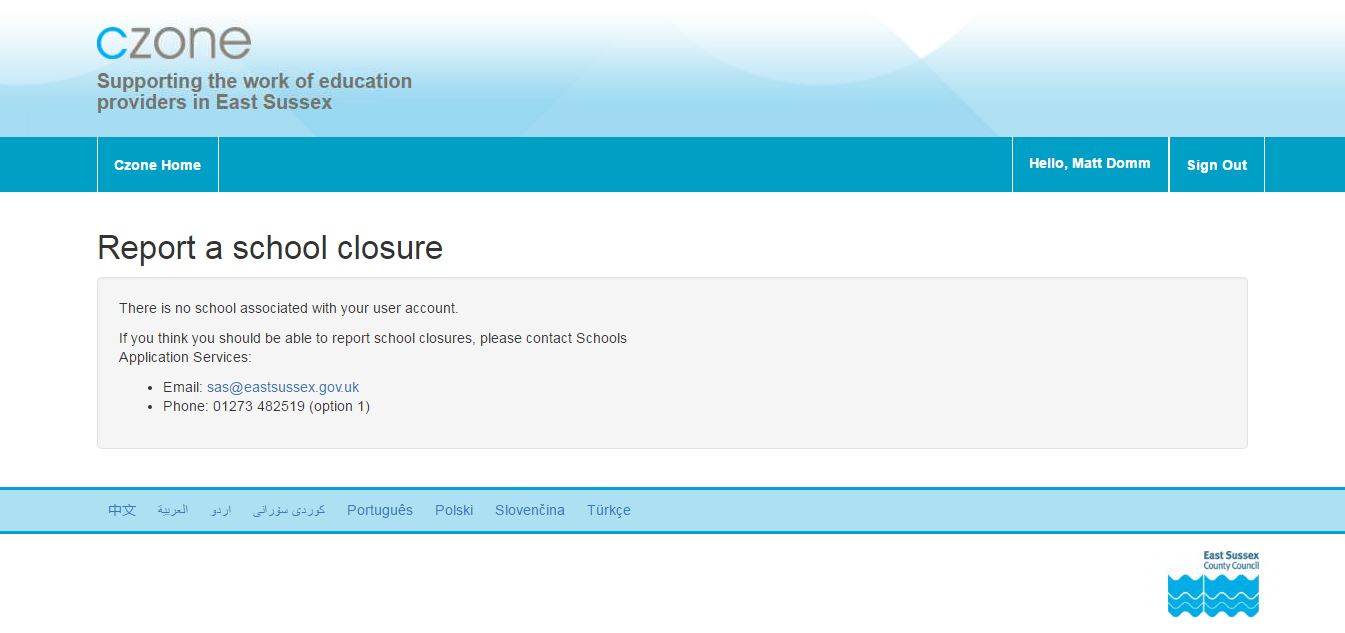 czone
Supporting the work of education
providers in East Sussex
Czone Home
Hello, Matt Domm
Sign Out
Report a school closure
There is no school associated with your user account.
If you think you should be able to report school closures, please contact Schools
Application Services:
• Email: sas@eastsussex.gov.uk
• Phone: 01273 482519 (option 1)
中文 العربية اردو كوردی سۆرانی Português Polski Slovenčina Türkçe
East Sussex
County Council